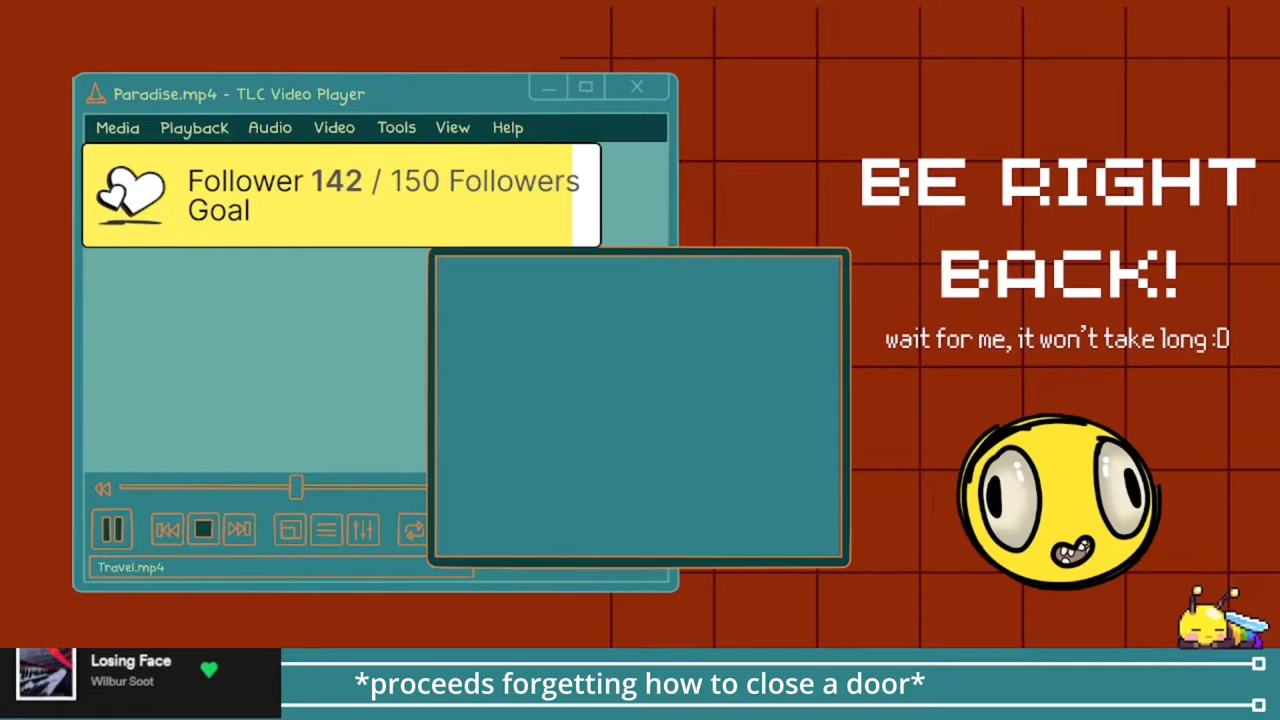 Paradise.mp4 - TLC Video Player
Media Playback Audio Video Tools View Help
Follower 142 / 150 Followers
Goal
Travel.mp4
BE RIGHT
BACK!
wait for me, it won't take long :D
Losing Face
Wilbur Soot
*proceeds forgetting how to close a door*